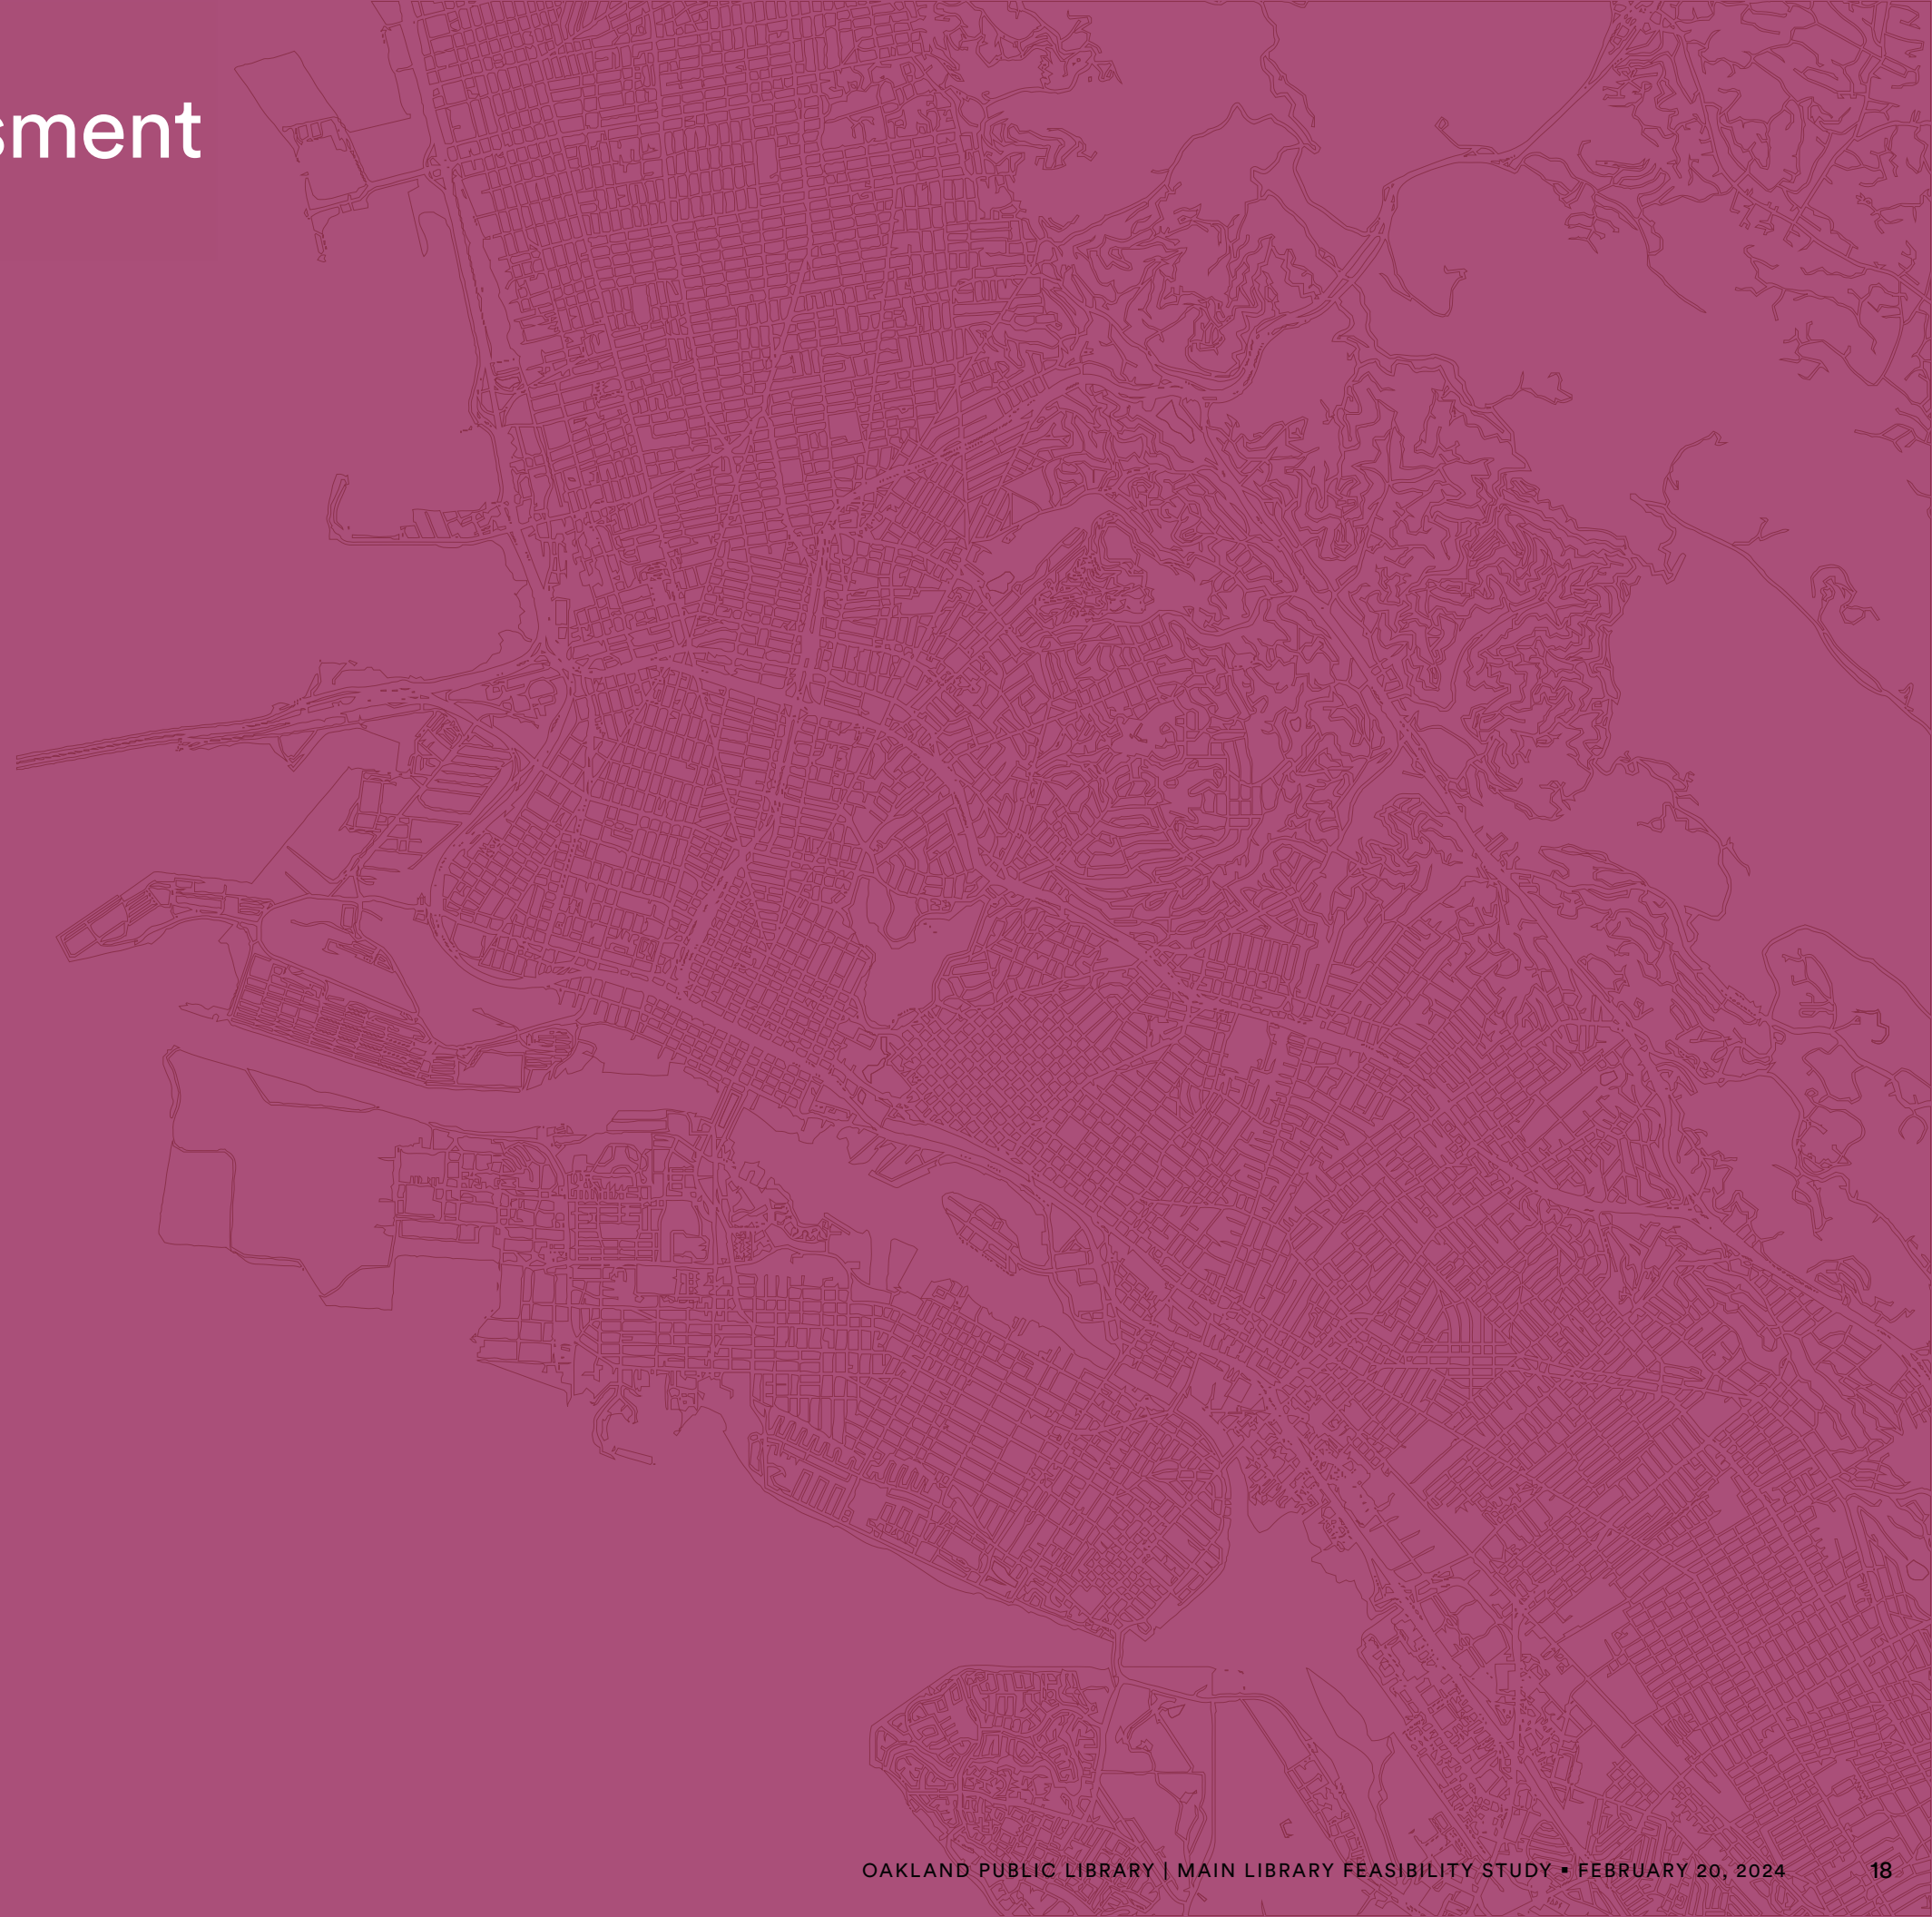 sment
OAKLAND PUBLIC LIBRARY | MAIN LIBRARY FEASIBILITY STUDY ▪ FEBRUARY 20, 2024 18